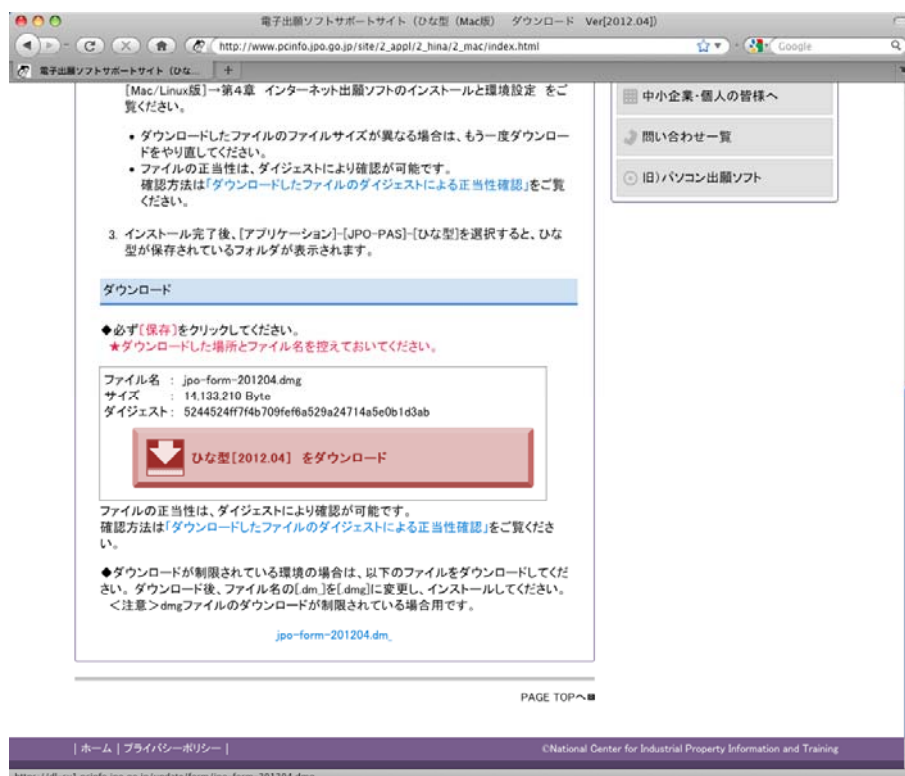 電子出願ソフトサポートサイト（ひな型（Mac版） ダウンロード Ver[2012.04]）
http://www.pcinfo.jpo.go.jp/site/2_appl/2_hina/2_mac/index.html
Google
電子出願ソフトサポートサイト（ひな...
[Mac/Linux版]→第4章 インターネット出願ソフトのインストールと環境設定 をご
覧ください。
• ダウンロードしたファイルのファイルサイズが異なる場合は、もう一度ダウンロー
ドをやり直してください。
• ファイルの正当性は、ダイジェストにより確認が可能です。
確認方法は「ダウンロードしたファイルのダイジェストによる正当性確認」をご覧
ください。
3. インストール完了後、[アプリケーション]-[JPO-PAS]-[ひな型]を選択すると、ひな
型が保存されているフォルダが表示されます。
中小企業・個人の皆様へ
問い合わせ一覧
旧）パソコン出願ソフト
ダウンロード
◆必ず[保存]をクリックしてください。
★ダウンロードした場所とファイル名を控えておいてください。
ファイル名 ： jpo-form-201204.dmg
サイズ ： 14,133,210 Byte
ダイジェスト： 5244524ff7f4b709fef6a529a24714a5e0b1d3ab
ひな型[2012.04] をダウンロード
ファイルの正当性は、ダイジェストにより確認が可能です。
確認方法は「ダウンロードしたファイルのダイジェストによる正当性確認」をご覧くださ
い。
◆ダウンロードが制限されている環境の場合は、以下のファイルをダウンロードしてくだ
さい。ダウンロード後、ファイル名の[.dm_]を[.dmg]に変更し、インストールしてください。
＜注意＞dmgファイルのダウンロードが制限されている場合用です。
jpo-form-201204.dm_
PAGE TOPへ
| ホーム | プライバシーポリシー |
©National Center for Industrial Property Information and Training